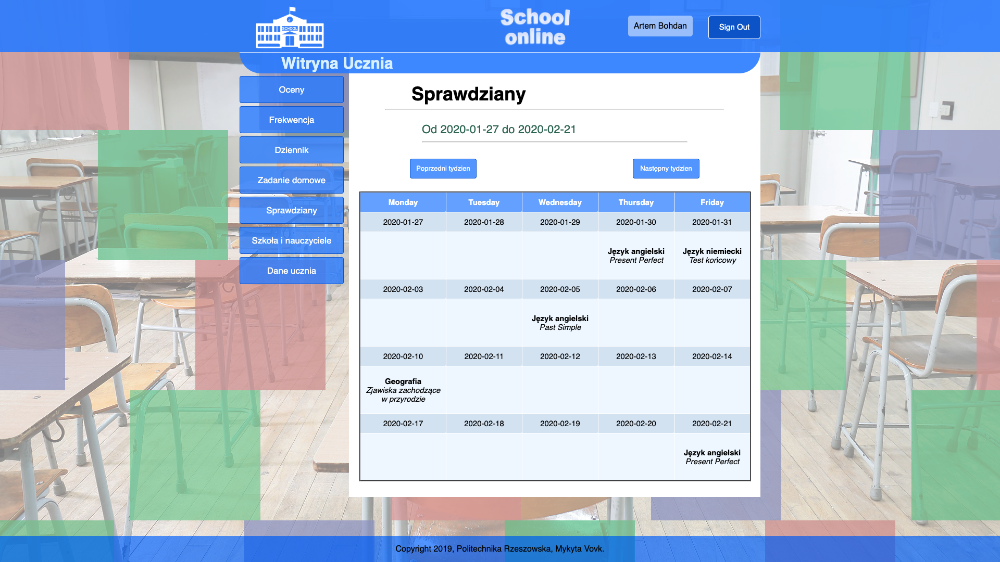 SCHOOL
School
online
Artem Bohdan
Sign Out
Witryna Ucznia
Oceny
Frekwencja
Dziennik
Zadanie domowe
Sprawdziany
Szkoła i nauczyciele
Dane ucznia
Sprawdziany
Od 2020-01-27 do 2020-02-21
Poprzedni tydzien
Następny tydzien
Monday Tuesday Wednesday Thursday Friday
2020-01-27 2020-01-28 2020-01-29 2020-01-30 2020-01-31
Język angielski Język niemiecki
Present Perfect Test końcowy
2020-02-03 2020-02-04 2020-02-05 2020-02-06 2020-02-07
Język angielski
Past Simple
2020-02-10 2020-02-11 2020-02-12 2020-02-13 2020-02-14
Geografia
Zjawiska zachodzące
w przyrodzie
2020-02-17 2020-02-18 2020-02-19 2020-02-20 2020-02-21
Język angielski
Present Perfect
Copyright 2019, Politechnika Rzeszowska, Mykyta Vovk.